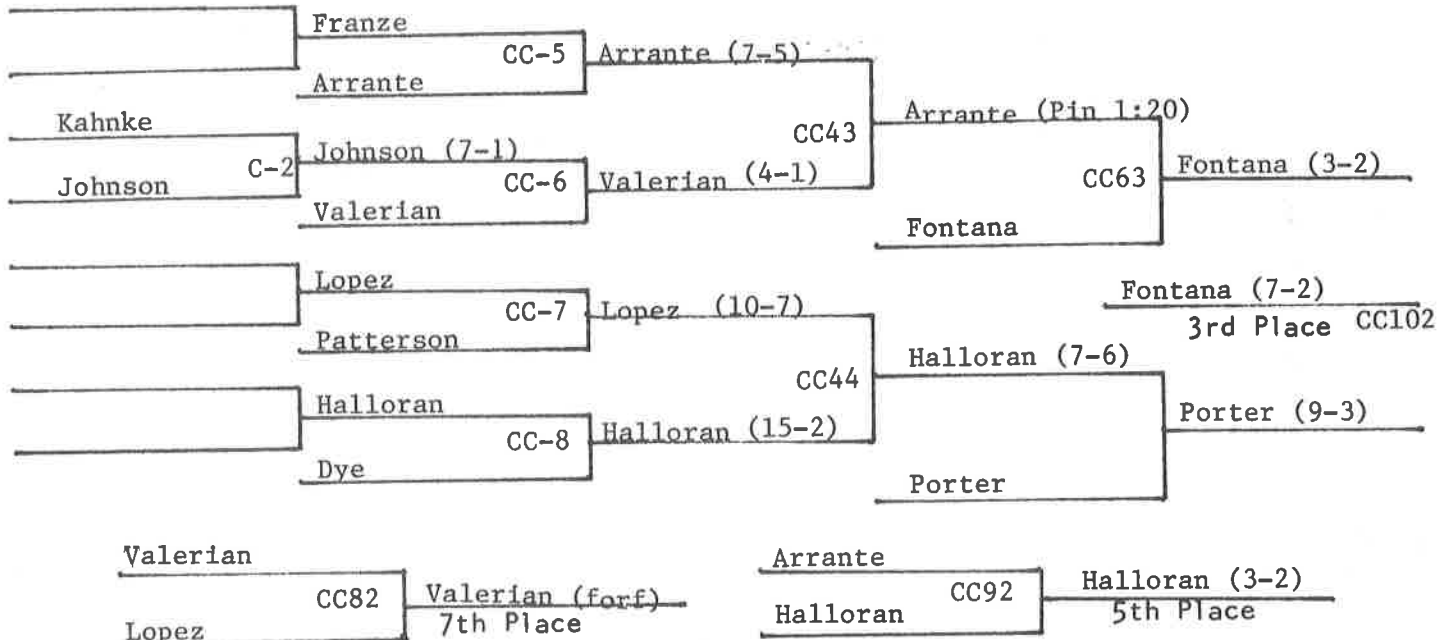 Franze
CC-5 Arrante (7-5)
Arrante
Arrante (Pin 1:20)
Kahnke
CC43
C-2 Johnson (7-1)
Johnson CC-6 Valerian (4-1) CC63 Fontana (3-2)
Valerian
Fontana
Lopez
Fontana (7-2)
CC-7 Lopez (10-7)
3rd Place CC102
Patterson
Halloran (7-6)
CC44
Halloran
Porter (9-3)
CC-8 Halloran (15-2)
Dye
Porter
Valerian Arrante
CC82 Valerian (forf) CC92 Halloran (3-2)
7th Place Halloran 5th Place
Lopez